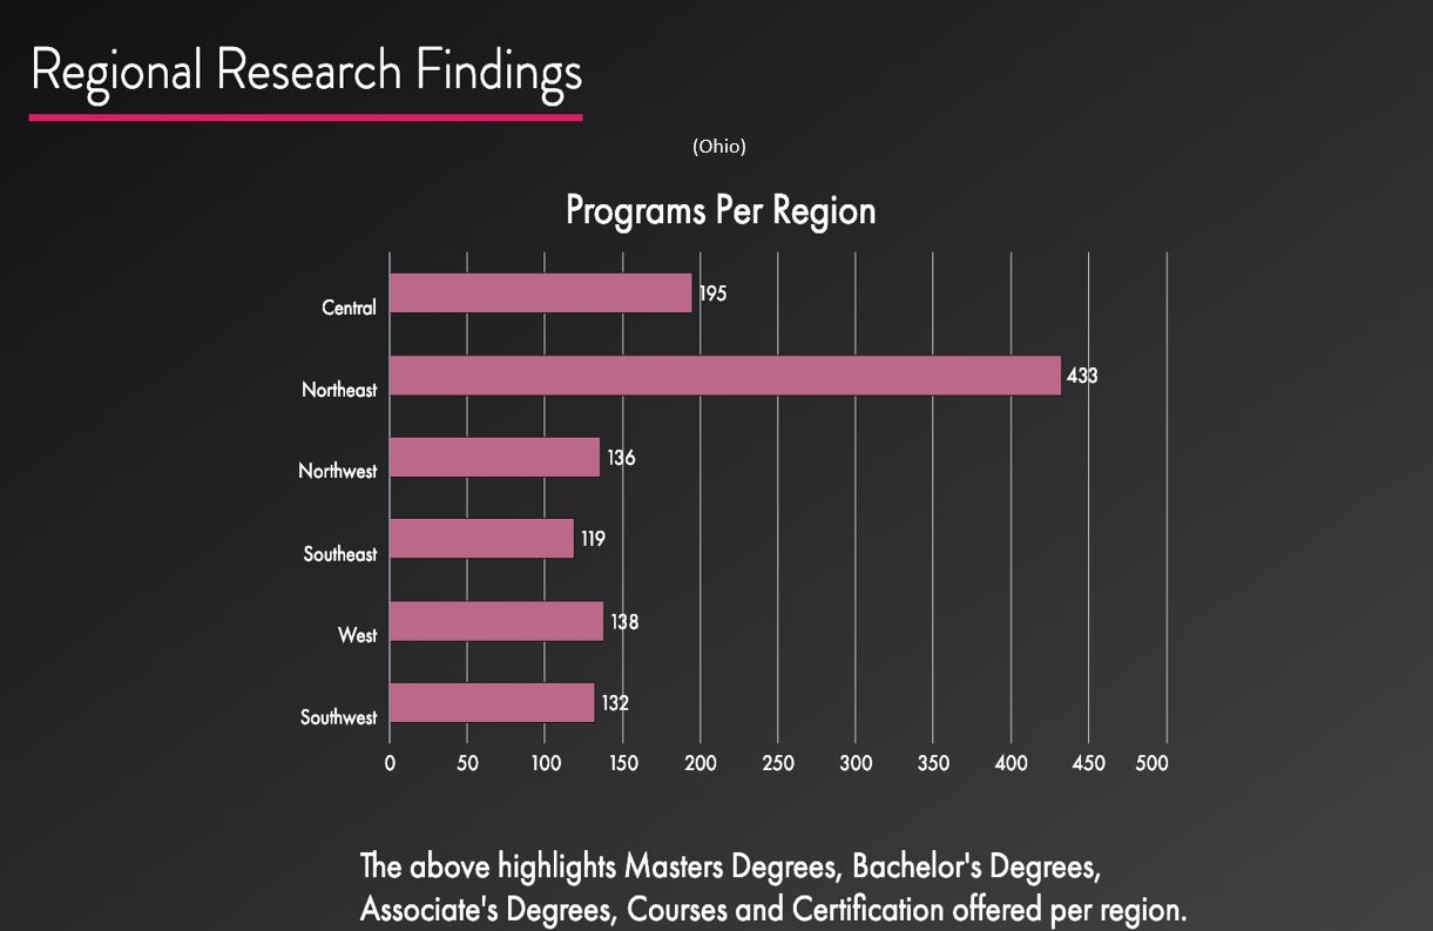 Regional Research Findings
(Ohio)
Programs Per Region
Central 195
Northeast 433
Northwest 136
Southeast 119
West 138
Southwest 132
0 50 100 150 200 250 300 350 400 450 500
The above highlights Masters Degrees, Bachelor's Degrees,
Associate's Degrees, Courses and Certification offered per region.